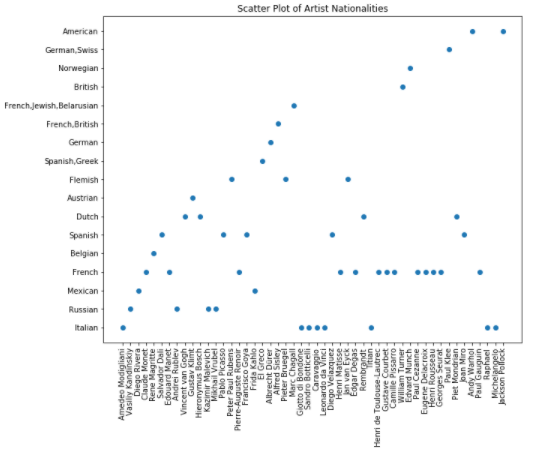 Scatter Plot of Artist Nationalities
American
German,Swiss
Norwegian
British
French,Jewish,Belarusian
French,British
German
Spanish,Greek
Flemish
Austrian
Dutch
Spanish
Belgian
French
Mexican
Russian
Italian
Amedeo Modigliani
Vasiliy Kandinskiy
Diego Rivera
Claude Monet
Rene Magritte
Salvador Dali
Edouard Manet
Andrei Rublev
Vincent van Gogh
Gustav Klimt
Hieronymus Bosch
Kazimir Malevich
Mikhail Vrubel
Pablo Picasso
Peter Paul Rubens
Pierre-Auguste Renoir
Francisco Goya
Frida Kahlo
El Greco
Albrecht Dürer
Alfred Sisley
Pieter Bruegel
Marc Chagall
Giotto di Bondone
Sandro Botticelli
Caravaggio
Leonardo da Vinci
Diego Velazquez
Henri Matisse
Jan van Eyck
Edgar Degas
Rembrandt
Titian
Henri de Toulouse-Lautrec
Gustave Courbet
Camille Pissarro
William Turner
Edvard Munch
Paul Cezanne
Eugene Delacroix
Henri Rousseau
Georges Seurat
Paul Klee
Piet Mondrian
Joan Miro
Andy Warhol
Paul Gauguin
Raphael
Michelangelo
Jackson Pollock